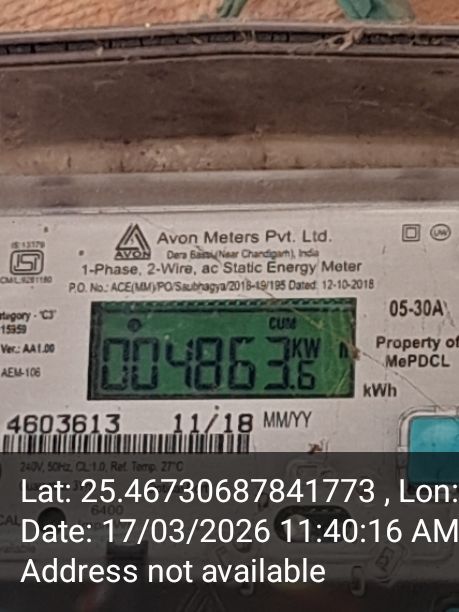 Avon Meters Pvt. Ltd.
AVON
Dera Bassi (Near Chandigarh), India
IS:13779
ISI
1-Phase, 2-Wire, ac Static Energy Meter
P.O. No.: ACE(MM)/PO/Saubhagya/2018-49/195 Dated: 12-10-2018
UW
tegory - 'C3'
15959
Ver.: AA1.00
AEM-106
CUM
004863.6 KW h
kWh
05-30A
Property of
MePDCL
4603613 11/18 MM/YY
240V, 50Hz, CL:1.0, Ref. Temp. 27°C
6400
CAL
Lat: 25.46730687841773 , Lon:
Date: 17/03/2026 11:40:16 AM
Address not available